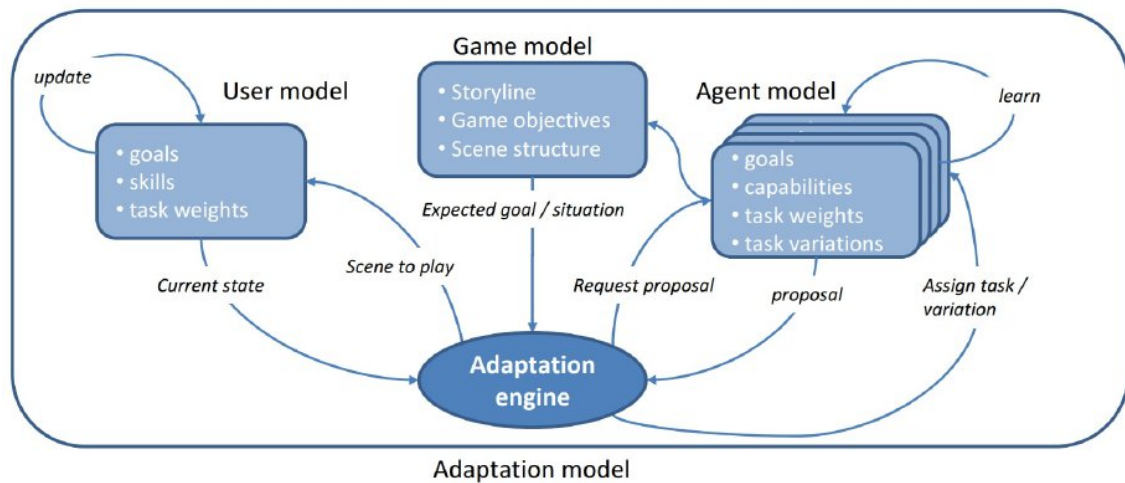 Game model
update
User model
Agent model
learn
• Storyline
• Game objectives
• Scene structure
• goals
• skills
• task weights
• goals
• capabilities
• task weights
• task variations
Expected goal / situation
Current state
Scene to play
Request proposal
proposal
Assign task /
variation
Adaptation
engine
Adaptation model